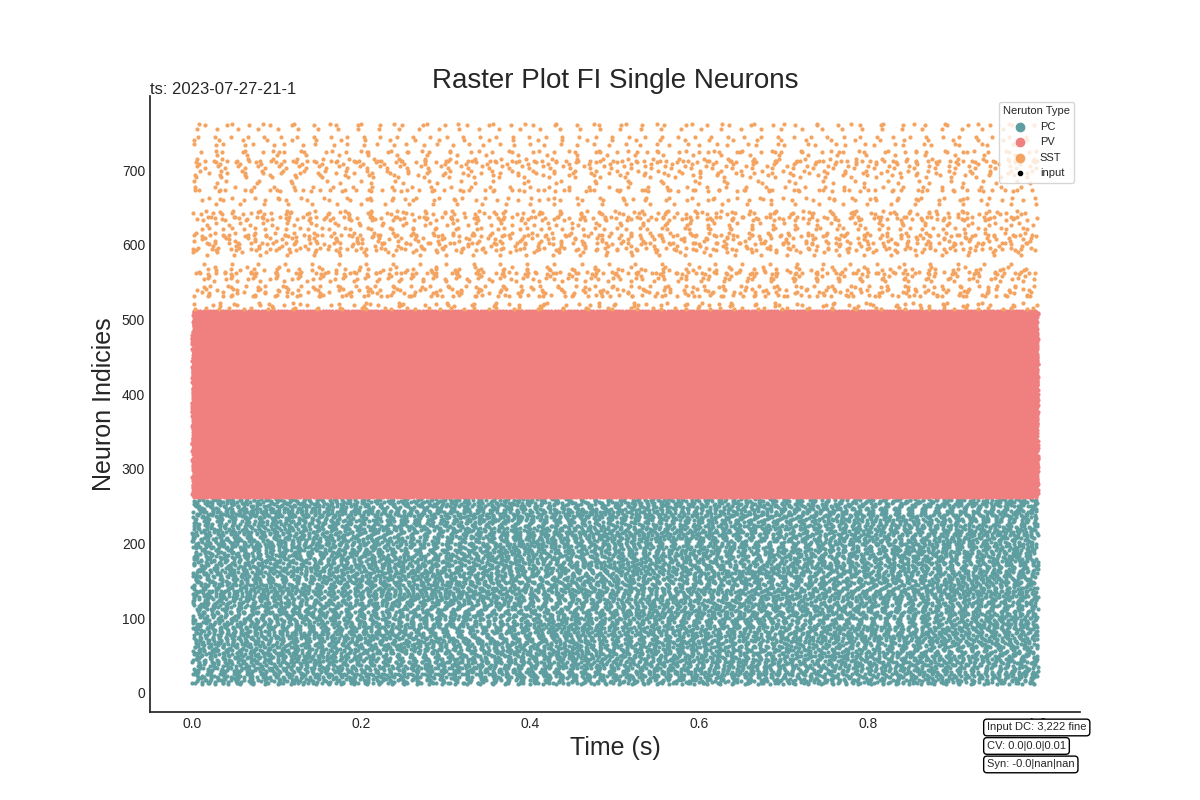 Raster Plot FI Single Neurons
ts: 2023-07-27-21-1
Neruton Type
PC
PV
SST
input
700
600
500
400
300
200
100
0
Neuron Indicies
0.0 0.2 0.4 0.6 0.8
Time (s)
Input DC: 3,222 fine
CV: 0.0|0.0|0.01
Syn: -0.0|nan|nan